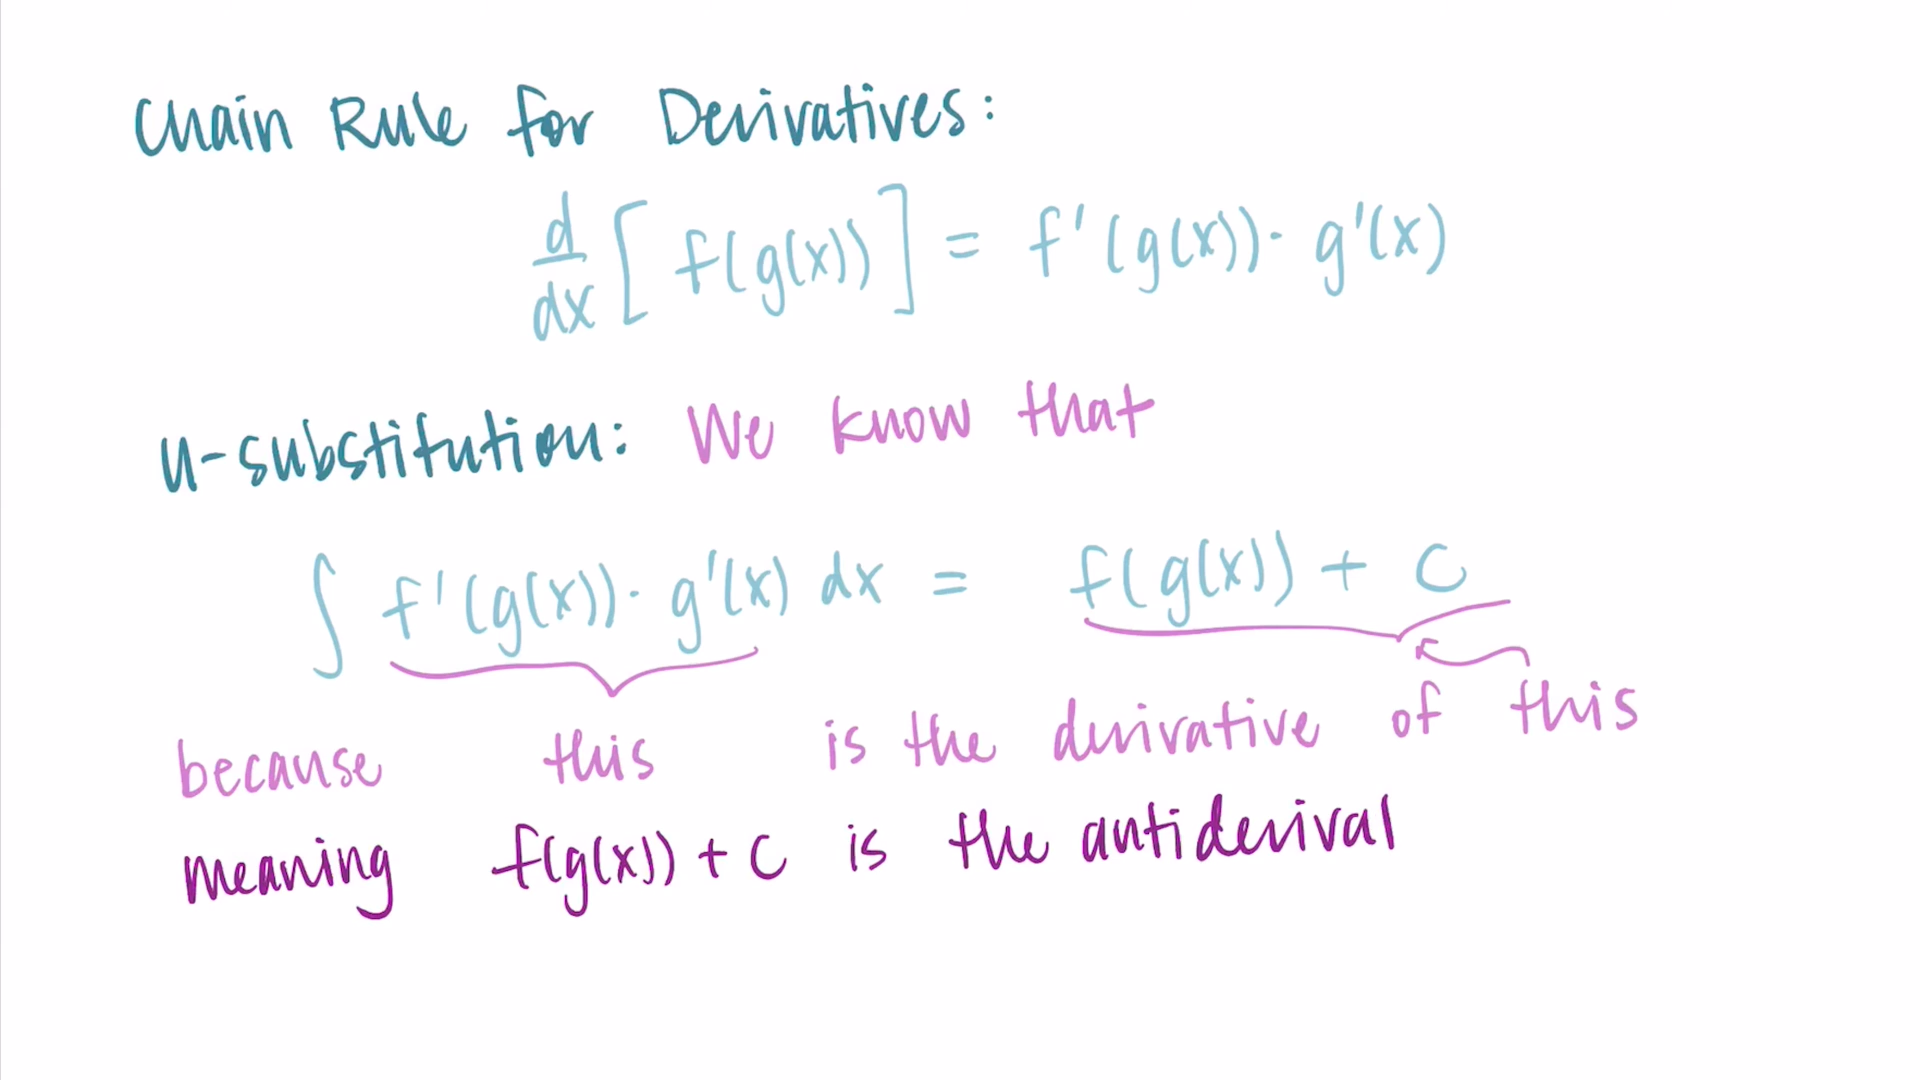 Chain Rule for Derivatives:
d/dx [f(g(x))] = f'(g(x)) · g'(x)
u-substitution: We know that
∫ f'(g(x)) · g'(x) dx = f(g(x)) + C
because this is the derivative of this
meaning f(g(x)) + C is the antiderival